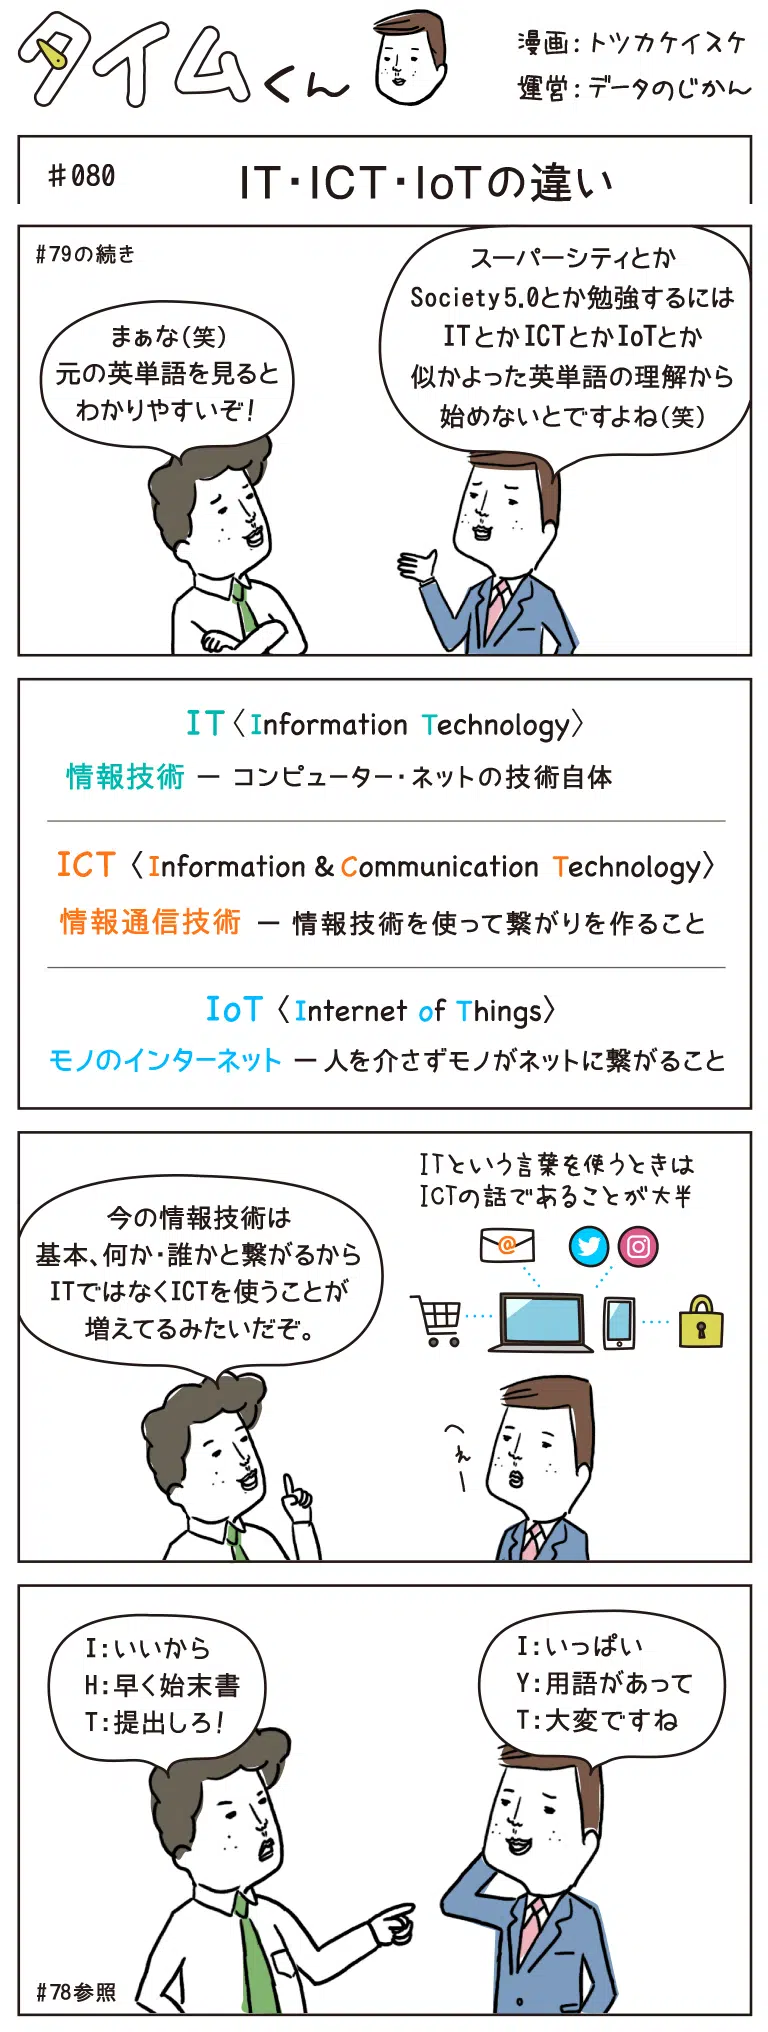 タイムくん
漫画:トツカケイスケ
運営:データのじかん
#080
IT・ICT・IoTの違い
#79の続き
スーパーシティとか
Society5.0とか勉強するには
ITとかICTとかIoTとか
似かよった英単語の理解から
始めないとですよね(笑)
まぁな(笑)
元の英単語を見ると
わかりやすいぞ!
IT〈Information Technology〉
情報技術 ー コンピューター・ネットの技術自体
ICT〈Information & Communication Technology〉
情報通信技術 ー 情報技術を使って繋がりを作ること
IoT〈Internet of Things〉
モノのインターネット ー 人を介さずモノがネットに繋がること
ITという言葉を使うときは
ICTの話であることが大半
@
今の情報技術は
基本、何か・誰かと繋がるから
ITではなくICTを使うことが
増えてるみたいだぞ。
へぇー
I:いっぱい
Y:用語があって
T:大変ですね
I:いいから
H:早く始末書
T:提出しろ!
#78参照